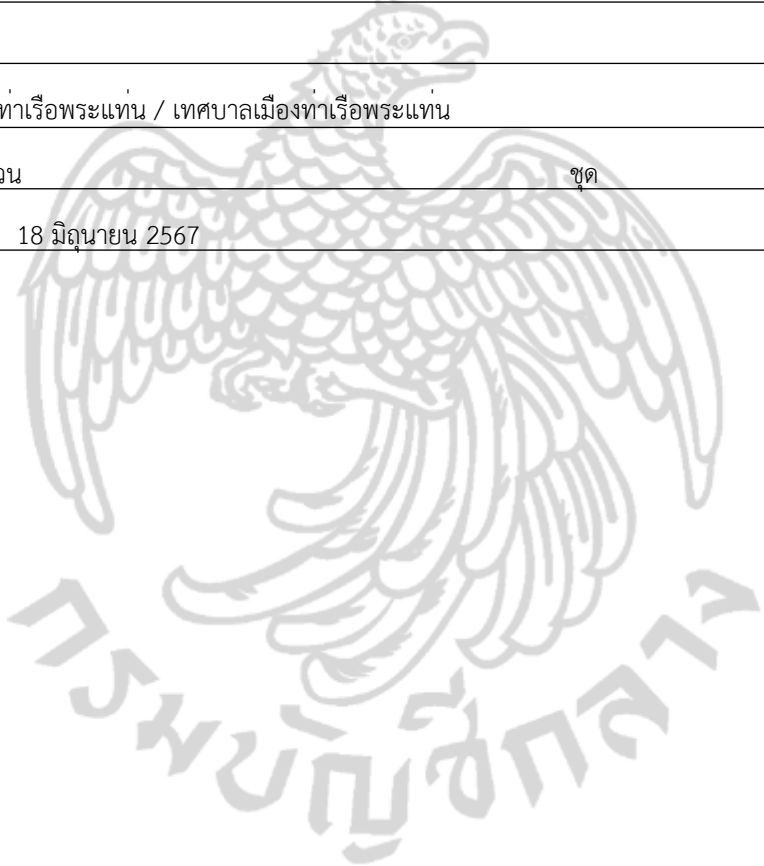 ท่าเรือพระแท่น / เทศบาลเมืองท่าเรือพระแท่น
วน ชุด
18 มิถุนายน 2567
กรมบัญชีกลาง